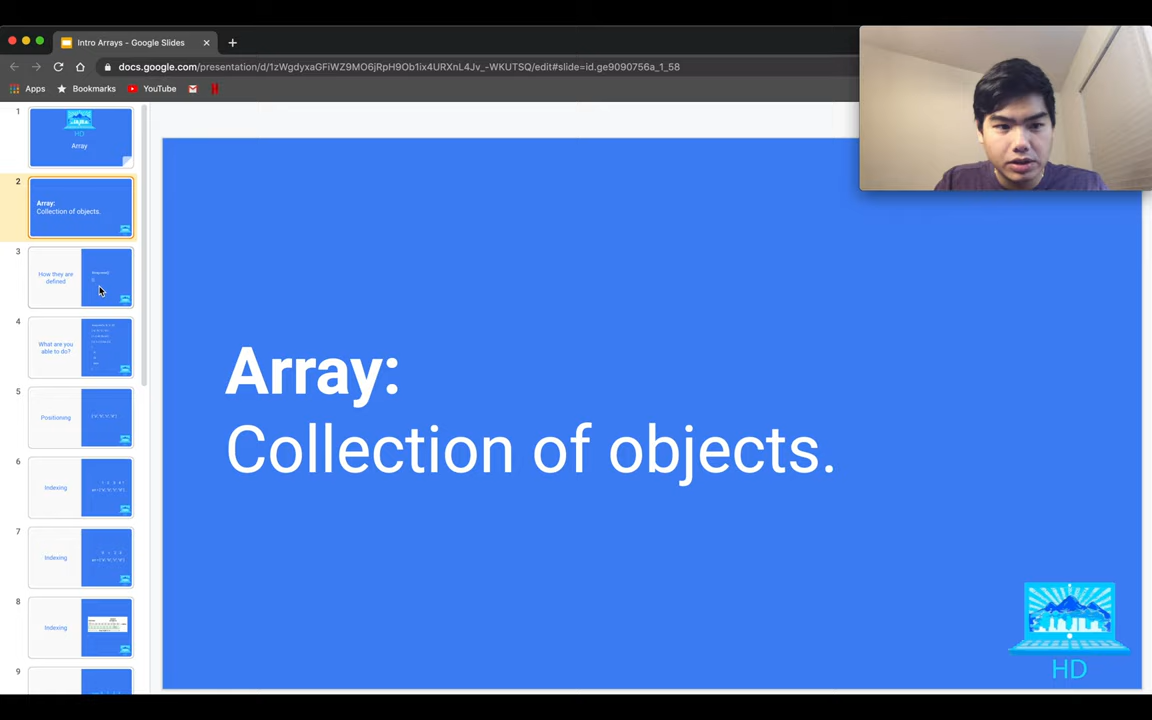 Intro Arrays - Google Slides
docs.google.com/presentation/d/1zWgdyxaGFiWZ9MO6jRpH9Ob1ix4URXnL4Jv_-WKUTSQ/edit#slide=id.ge9090756a_1_58
Apps
Bookmarks
YouTube
1
HD
Array
2
Array:
Collection of objects.
3
How they are
defined
4
What are you
able to do?
5
Positioning
6
Indexing
7
Indexing
8
Indexing
9
Array:
Collection of objects.
HD